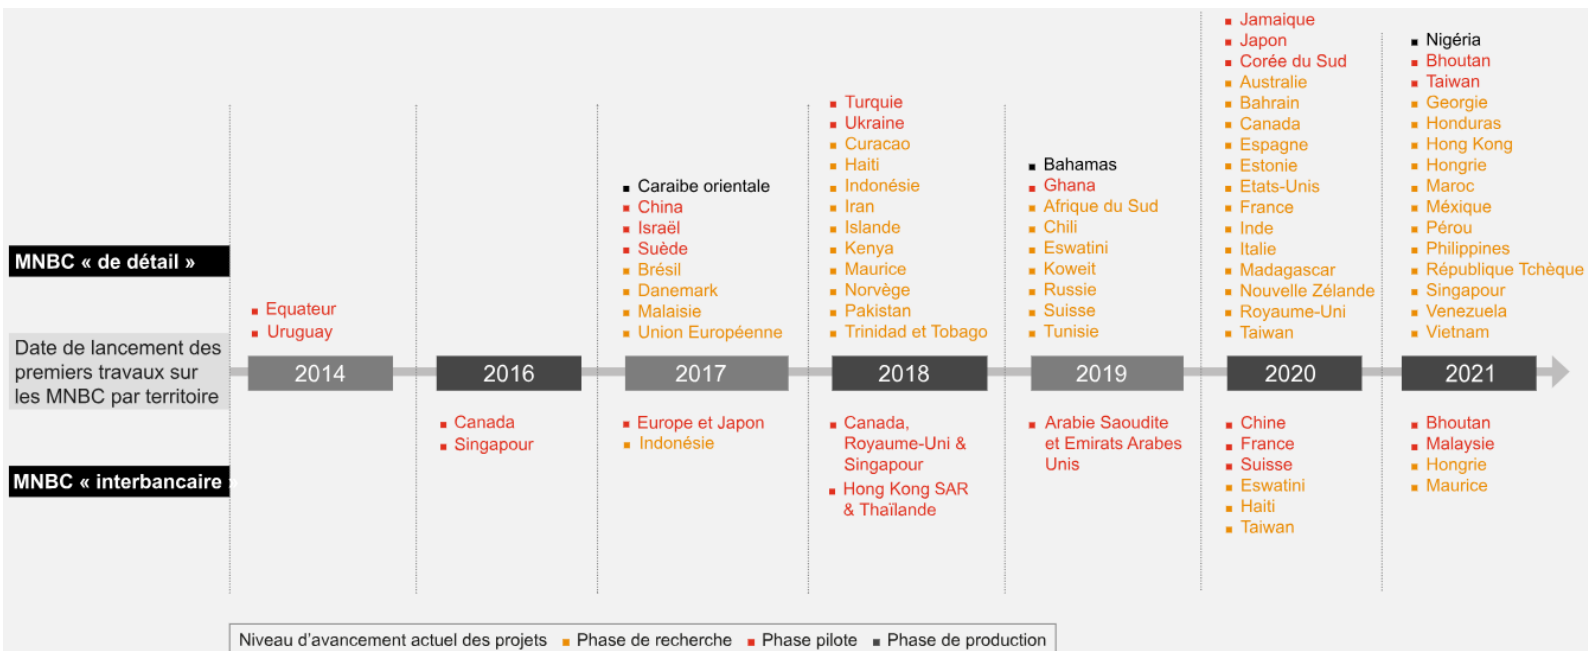 MNBC « de détail »
Date de lancement des
premiers travaux sur
les MNBC par territoire
MNBC « interbancaire »
Equateur
Uruguay
2014
2016
Canada
Singapour
Caraibe orientale
China
Israël
Suède
Brésil
Danemark
Malaisie
Union Européenne
2017
Europe et Japon
Indonésie
Turquie
Ukraine
Curacao
Haiti
Indonésie
Iran
Islande
Kenya
Maurice
Norvège
Pakistan
Trinidad et Tobago
2018
Canada,
Royaume-Uni &
Singapour
Hong Kong SAR
& Thaïlande
Bahamas
Ghana
Afrique du Sud
Chili
Eswatini
Koweit
Russie
Suisse
Tunisie
2019
Arabie Saoudite
et Emirats Arabes
Unis
Jamaique
Japon
Corée du Sud
Australie
Bahrain
Canada
Espagne
Estonie
Etats-Unis
France
Inde
Italie
Madagascar
Nouvelle Zélande
Royaume-Uni
Taiwan
2020
Chine
France
Suisse
Eswatini
Haiti
Taiwan
Nigéria
Bhoutan
Taiwan
Georgie
Honduras
Hong Kong
Hongrie
Maroc
Méxique
Pérou
Philippines
République Tchèque
Singapour
Venezuela
Vietnam
2021
Bhoutan
Malaysie
Hongrie
Maurice
Niveau d'avancement actuel des projets Phase de recherche Phase pilote Phase de production